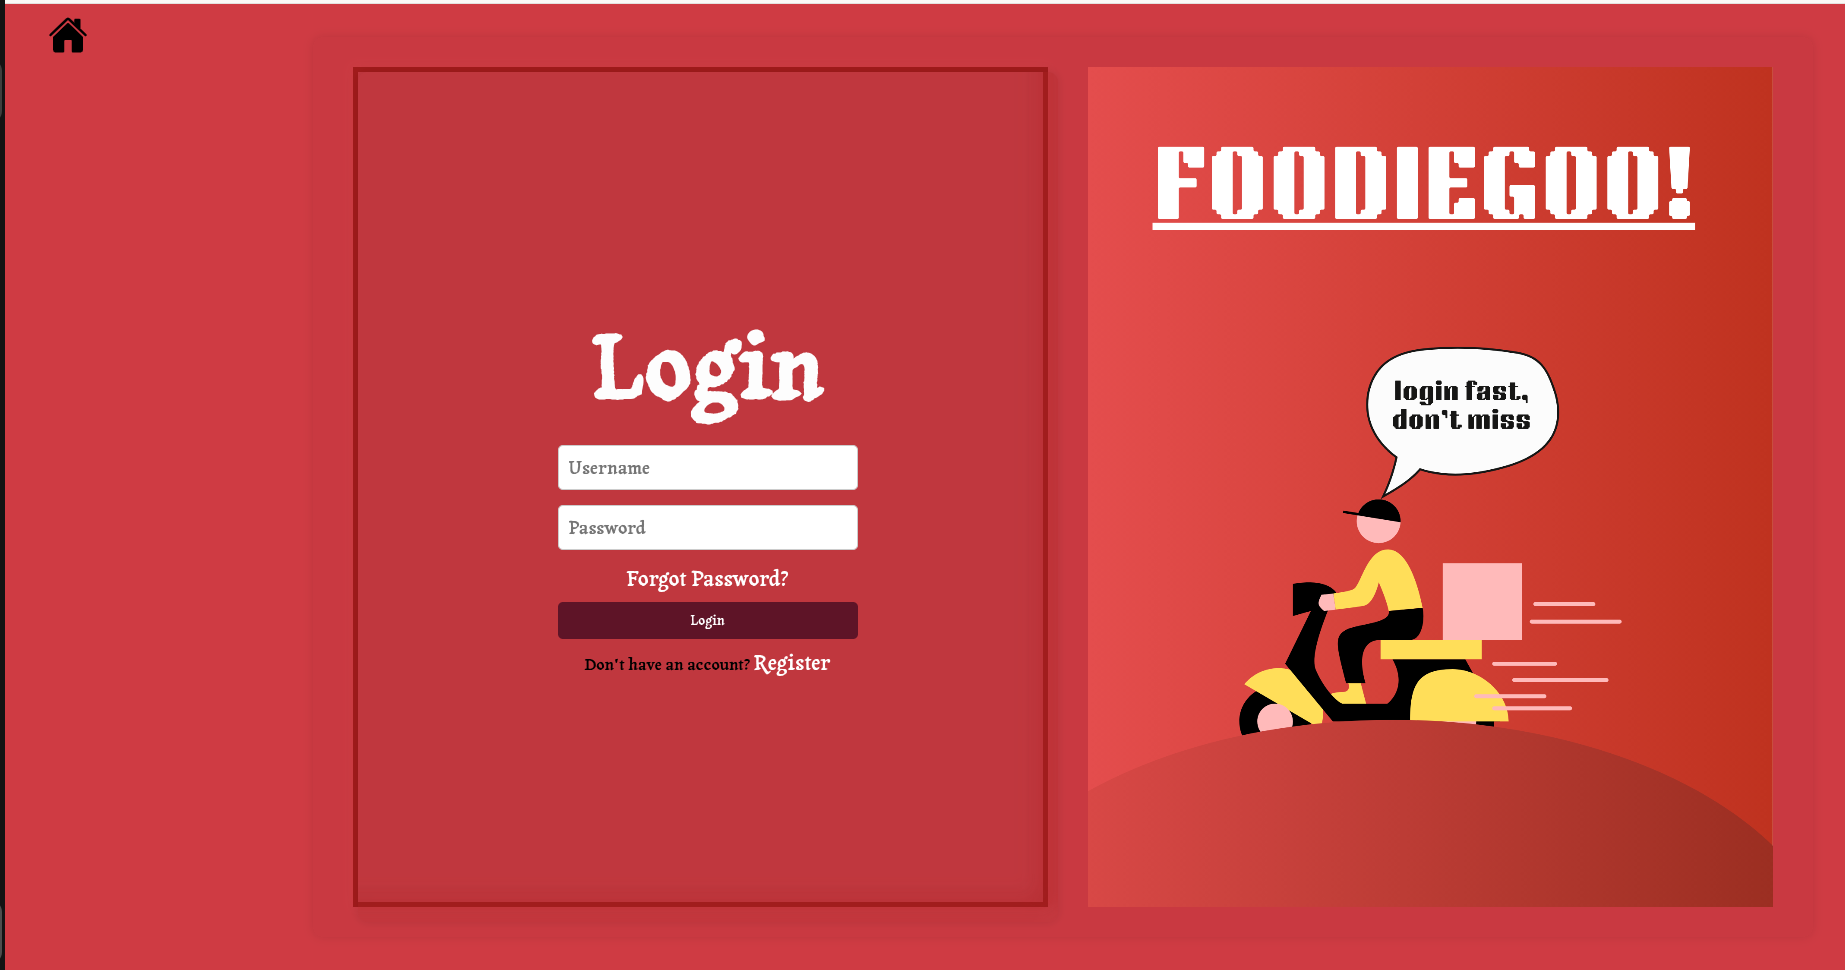 Login
Username
Password
Forgot Password?
Login
Don't have an account? Register
FOODIEGOO!
login fast,
don't miss